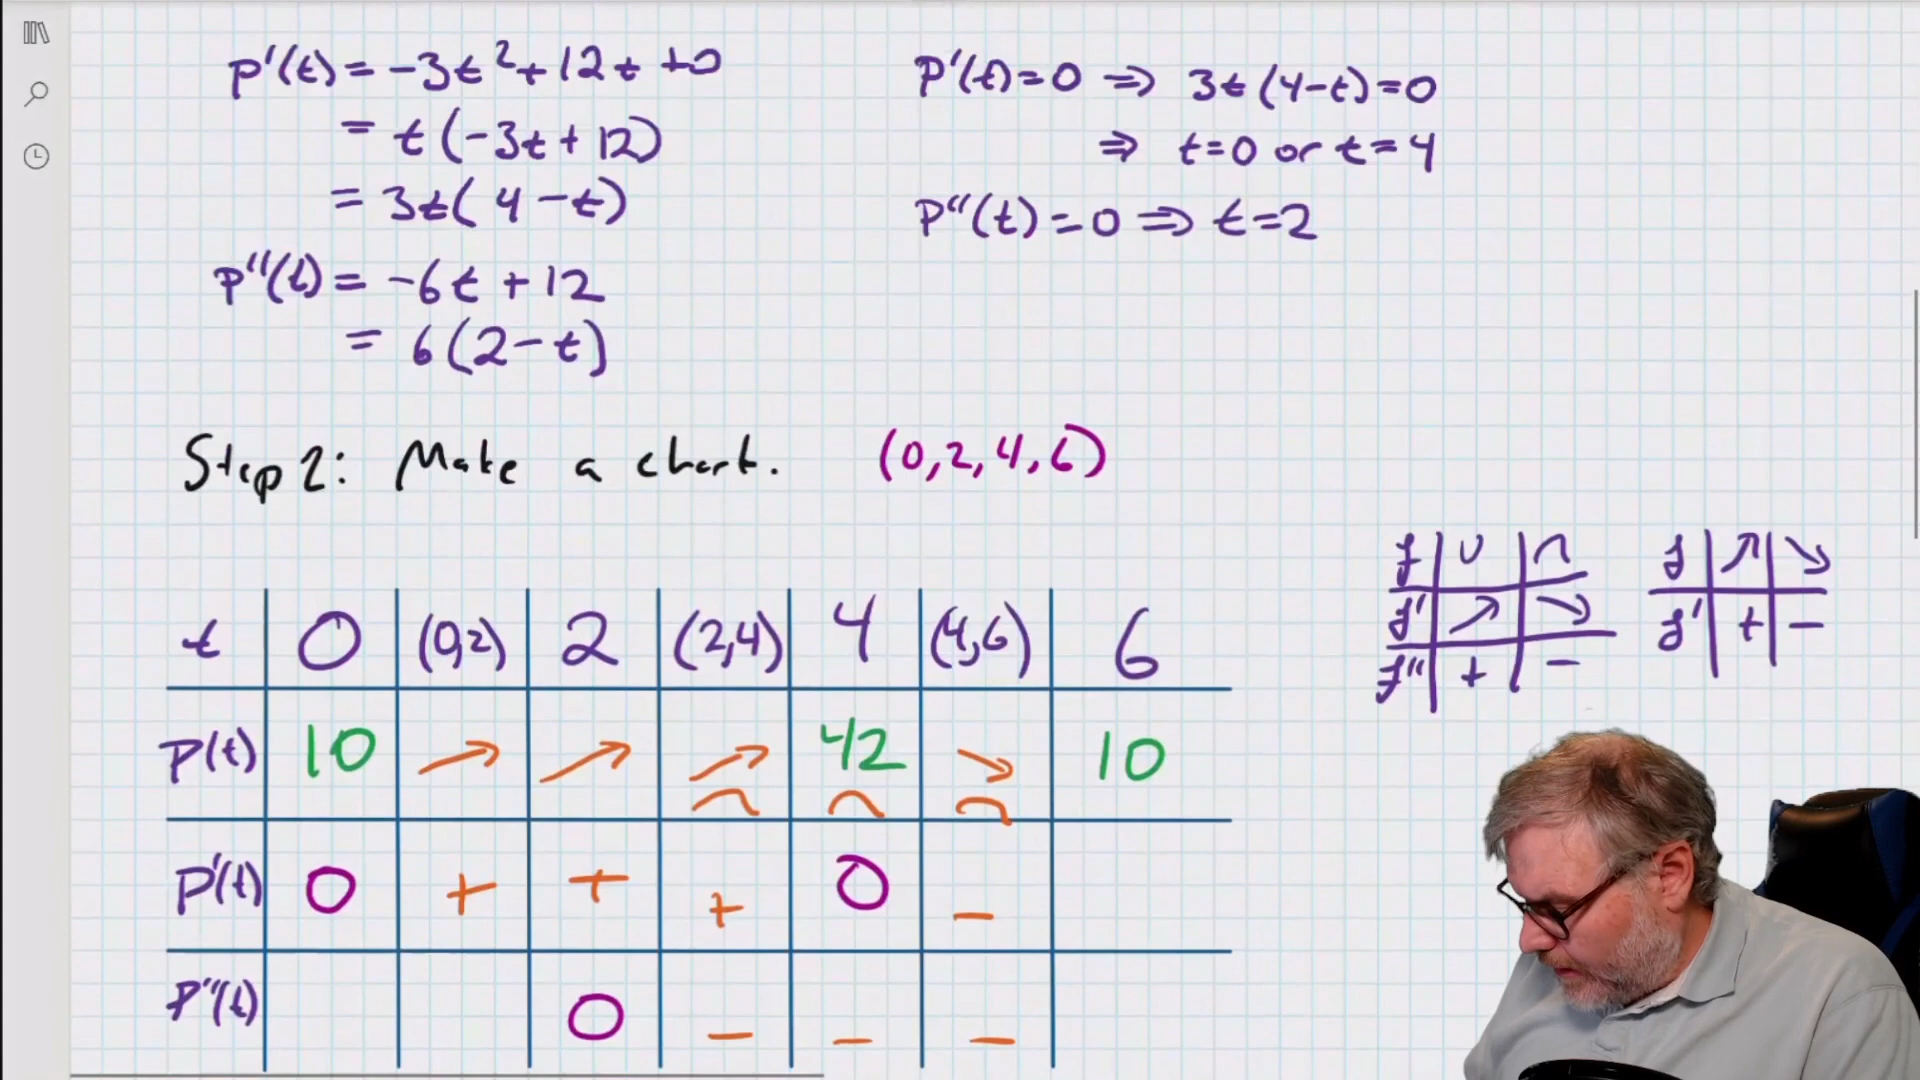 p'(t) = -3t² + 12t + 0
= t(-3t + 12)
= 3t(4 - t)
p''(t) = -6t + 12
= 6(2 - t)
p'(t) = 0 ⇒ 3t(4-t) = 0
⇒ t = 0 or t = 4
p''(t) = 0 ⇒ t = 2
Step 2: Make a chart. (0, 2, 4, 6)
f ∪ ∩
f' ↗ ↘
f'' + -
f ↗ ↘
f' + -
t 0 (0,2) 2 (2,4) 4 (4,6) 6
p(t) 10 ↗ ↗ ↗ 42 ↘ 10
p'(t) 0 + + + 0 -
p''(t) 0 - - -